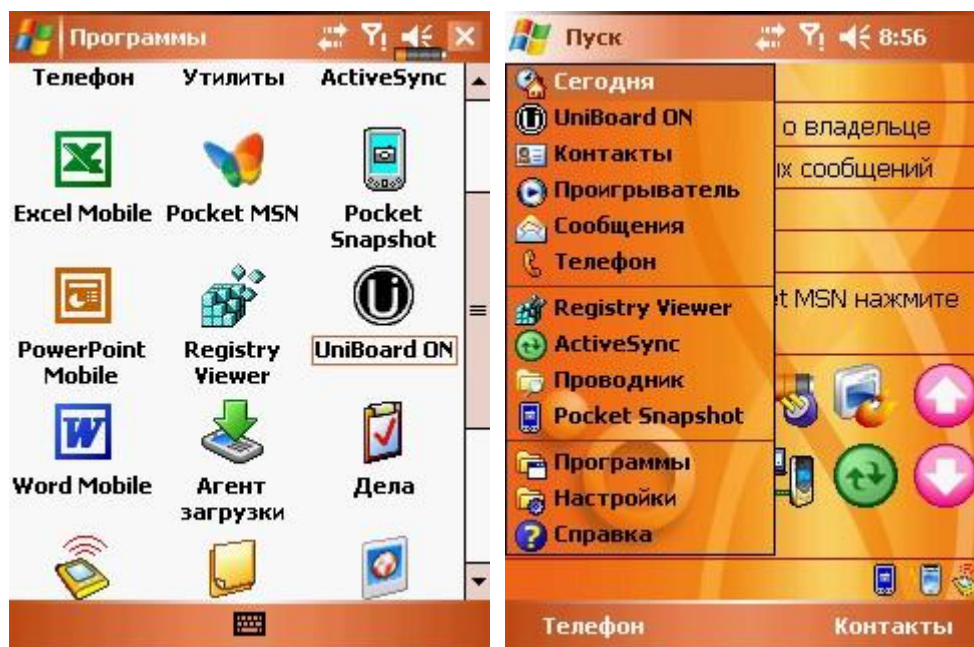 Программы
Телефон Утилиты ActiveSync
Excel Mobile Pocket MSN Pocket
Snapshot
PowerPoint Registry UniBoard ON
Mobile Viewer
Word Mobile Агент Дела
загрузки
Пуск 8:56
Сегодня
UniBoard ON
о владельце
Контакты
их сообщений
Проигрыватель
Сообщения
Телефон
Registry Viewer
t MSN нажмите
ActiveSync
Проводник
Pocket Snapshot
Программы
Настройки
Справка
Телефон Контакты